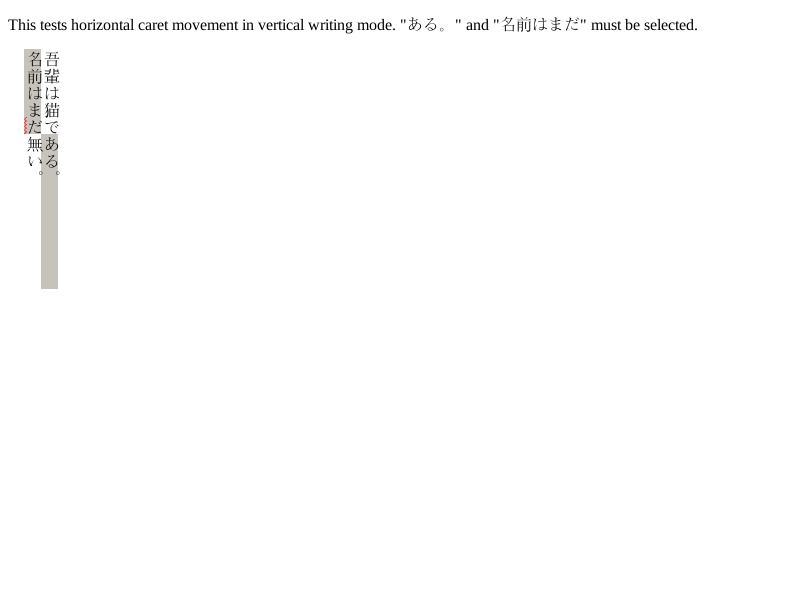 This tests horizontal caret movement in vertical writing mode. "ある。" and "名前はまだ" must be selected.
吾輩は猫である。
名前はまだ無い。